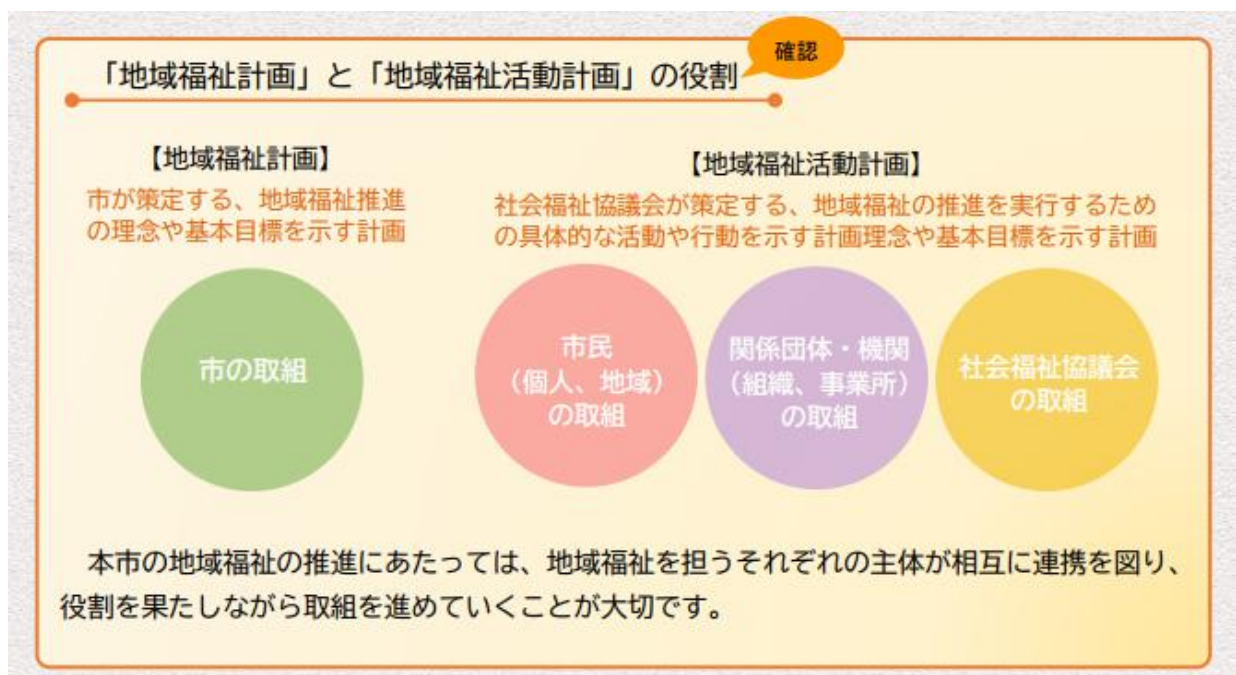 確認
「地域福祉計画」と「地域福祉活動計画」の役割
【地域福祉計画】
市が策定する、地域福祉推進
の理念や基本目標を示す計画
【地域福祉活動計画】
社会福祉協議会が策定する、地域福祉の推進を実行するため
の具体的な活動や行動を示す計画理念や基本目標を示す計画
市の取組
市民
（個人、地域）
の取組
関係団体・機関
（組織、事業所）
の取組
社会福祉協議会
の取組
本市の地域福祉の推進にあたっては、地域福祉を担うそれぞれの主体が相互に連携を図り、
役割を果たしながら取組を進めていくことが大切です。